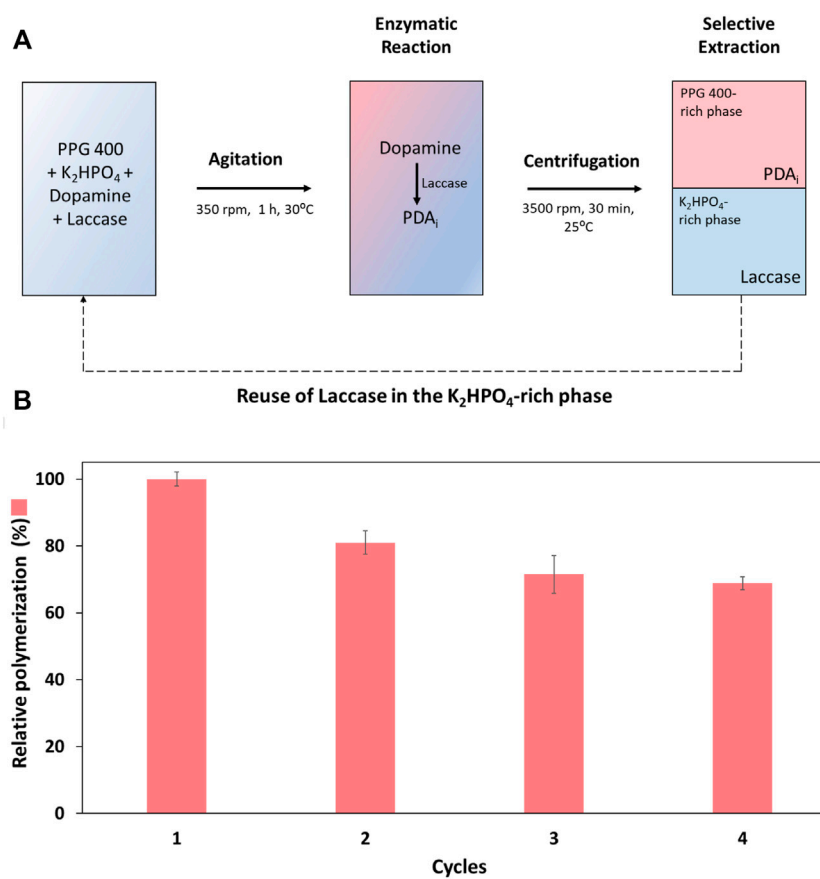 A
Enzymatic
Reaction
Selective
Extraction
PPG 400
+ K₂HPO₄ +
Dopamine
+ Laccase
Agitation
350 rpm, 1 h, 30°C
Dopamine
Laccase
PDAᵢ
Centrifugation
3500 rpm, 30 min,
25°C
PPG 400-
rich phase
PDAᵢ
K₂HPO₄-
rich phase
Laccase
Reuse of Laccase in the K₂HPO₄-rich phase
B
Relative polymerization (%)
100
80
60
40
20
0
1 2 3 4
Cycles